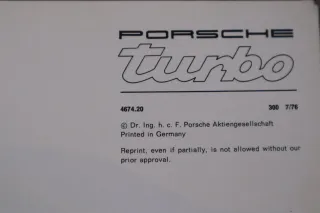 PORSCHE
turbo
4674.20 300 7/76
© Dr. Ing. h. c. F. Porsche Aktiengesellschaft
Printed in Germany
Reprint, even if partially, is not allowed without our
prior approval.